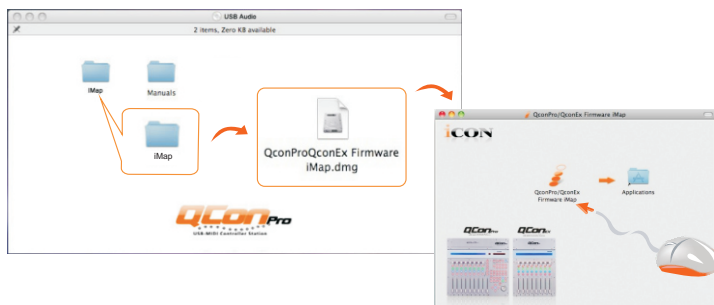 USB Audio
2 items, Zero KB available
IMap
Manuals
iMap
QconProQconEx Firmware
iMap.dmg
QCon Pro
USB-MIDI Controller Station
QconPro/QconEx Firmware iMap
iCON
QconPro/QconEx
Firmware iMap
Applications
QCon Pro
QCon Ex